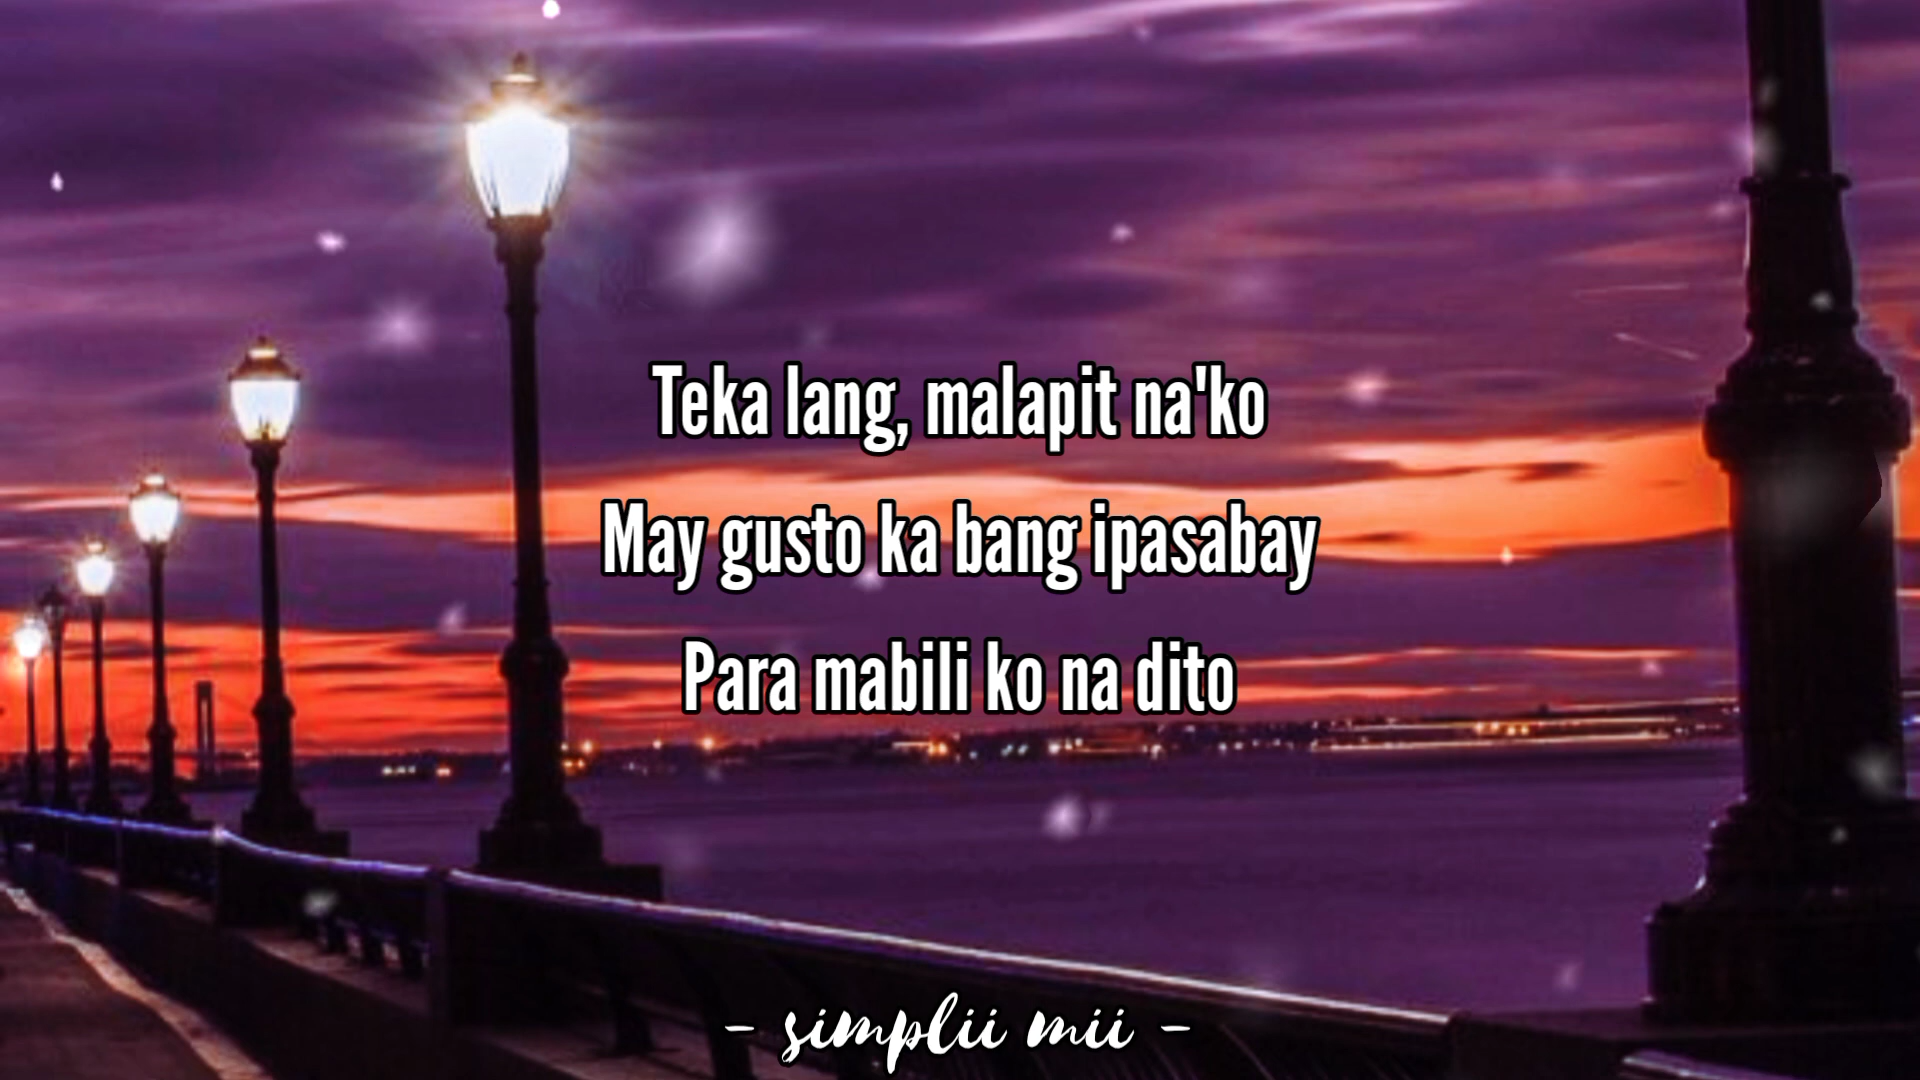 Teka lang, malapit na'ko
May gusto ka bang ipasabay
Para mabili ko na dito
- simplii mii -